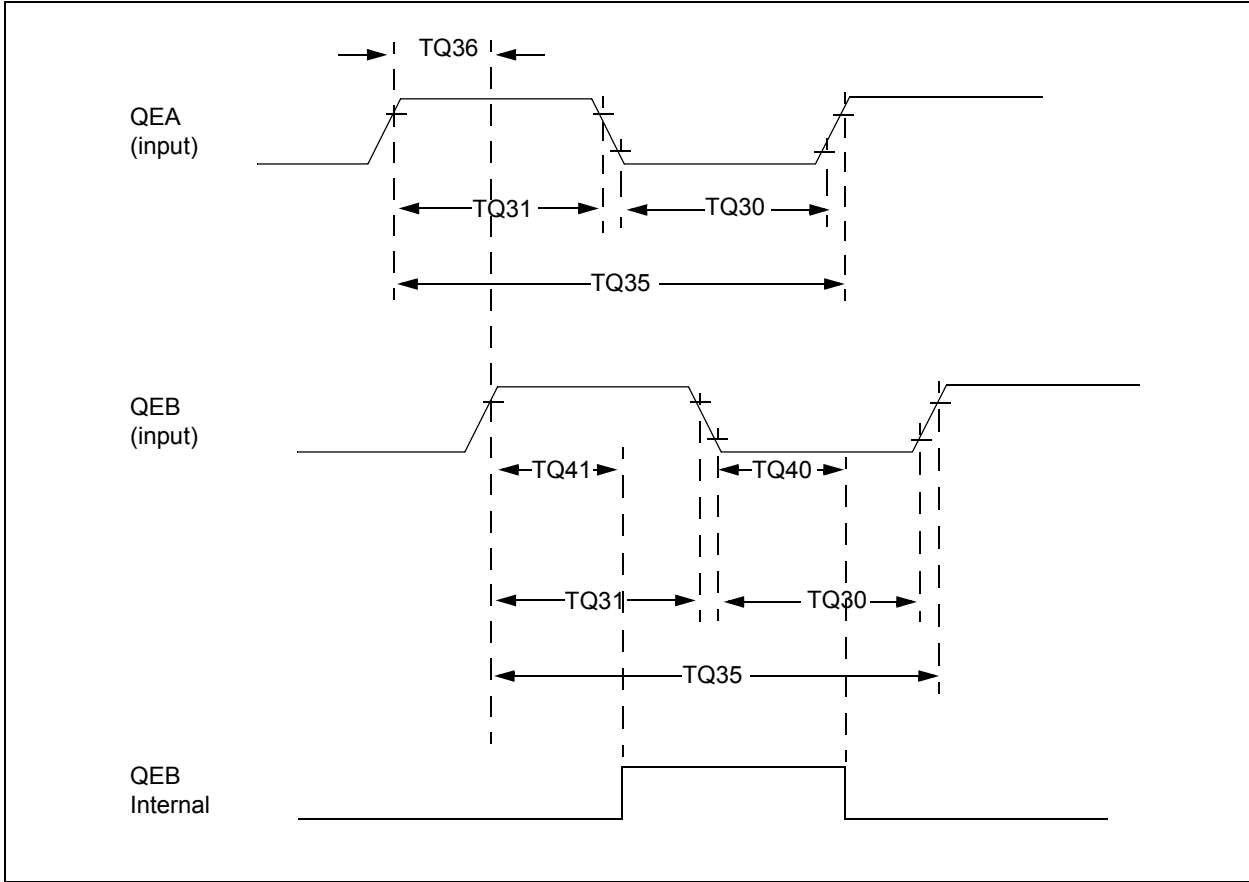 TQ36
QEA
(input)
TQ31
TQ30
TQ35
QEB
(input)
TQ41
TQ40
TQ31
TQ30
TQ35
QEB
Internal